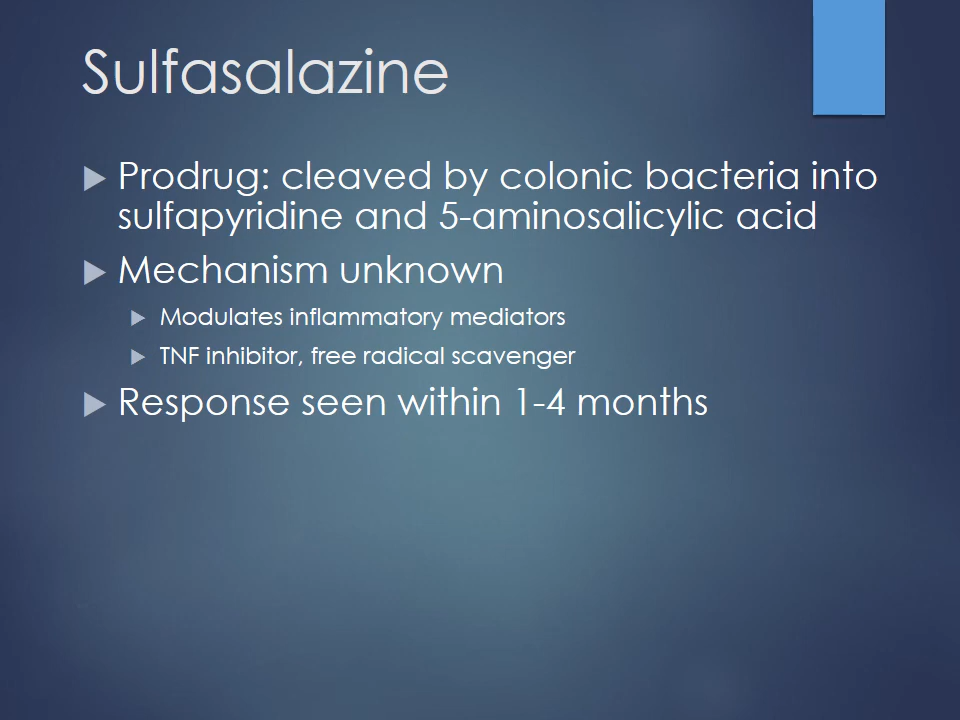 Sulfasalazine
Prodrug: cleaved by colonic bacteria into
sulfapyridine and 5-aminosalicylic acid
Mechanism unknown
Modulates inflammatory mediators
TNF inhibitor, free radical scavenger
Response seen within 1-4 months